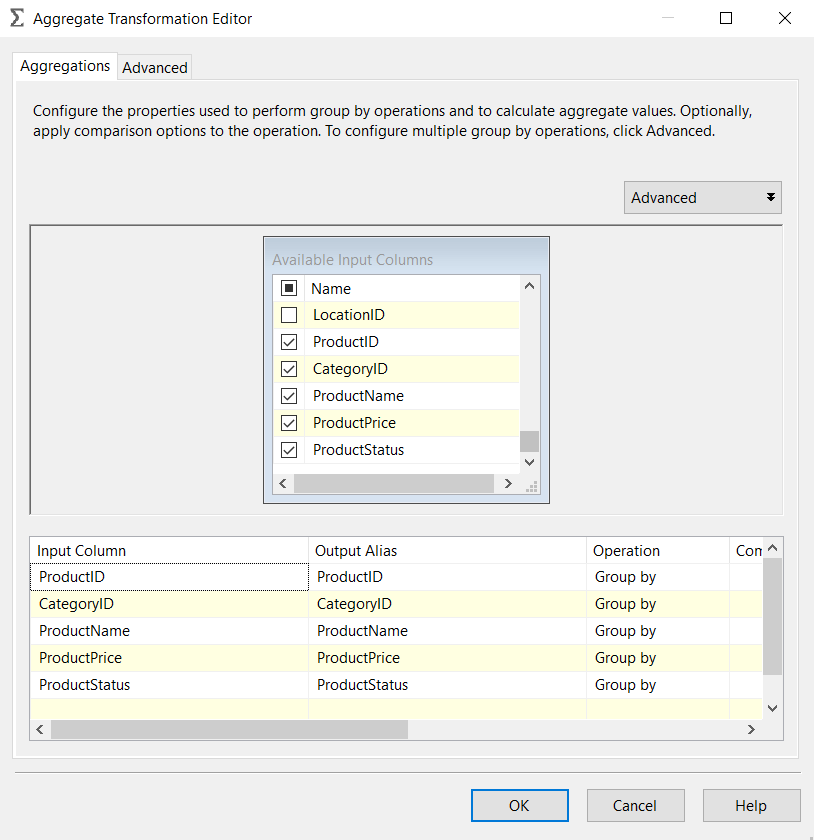 Aggregate Transformation Editor
Aggregations Advanced
Configure the properties used to perform group by operations and to calculate aggregate values. Optionally,
apply comparison options to the operation. To configure multiple group by operations, click Advanced.
Advanced
Available Input Columns
Name
LocationID
ProductID
CategoryID
ProductName
ProductPrice
ProductStatus
Input Column Output Alias Operation Com
ProductID ProductID Group by
CategoryID CategoryID Group by
ProductName ProductName Group by
ProductPrice ProductPrice Group by
ProductStatus ProductStatus Group by
OK Cancel Help